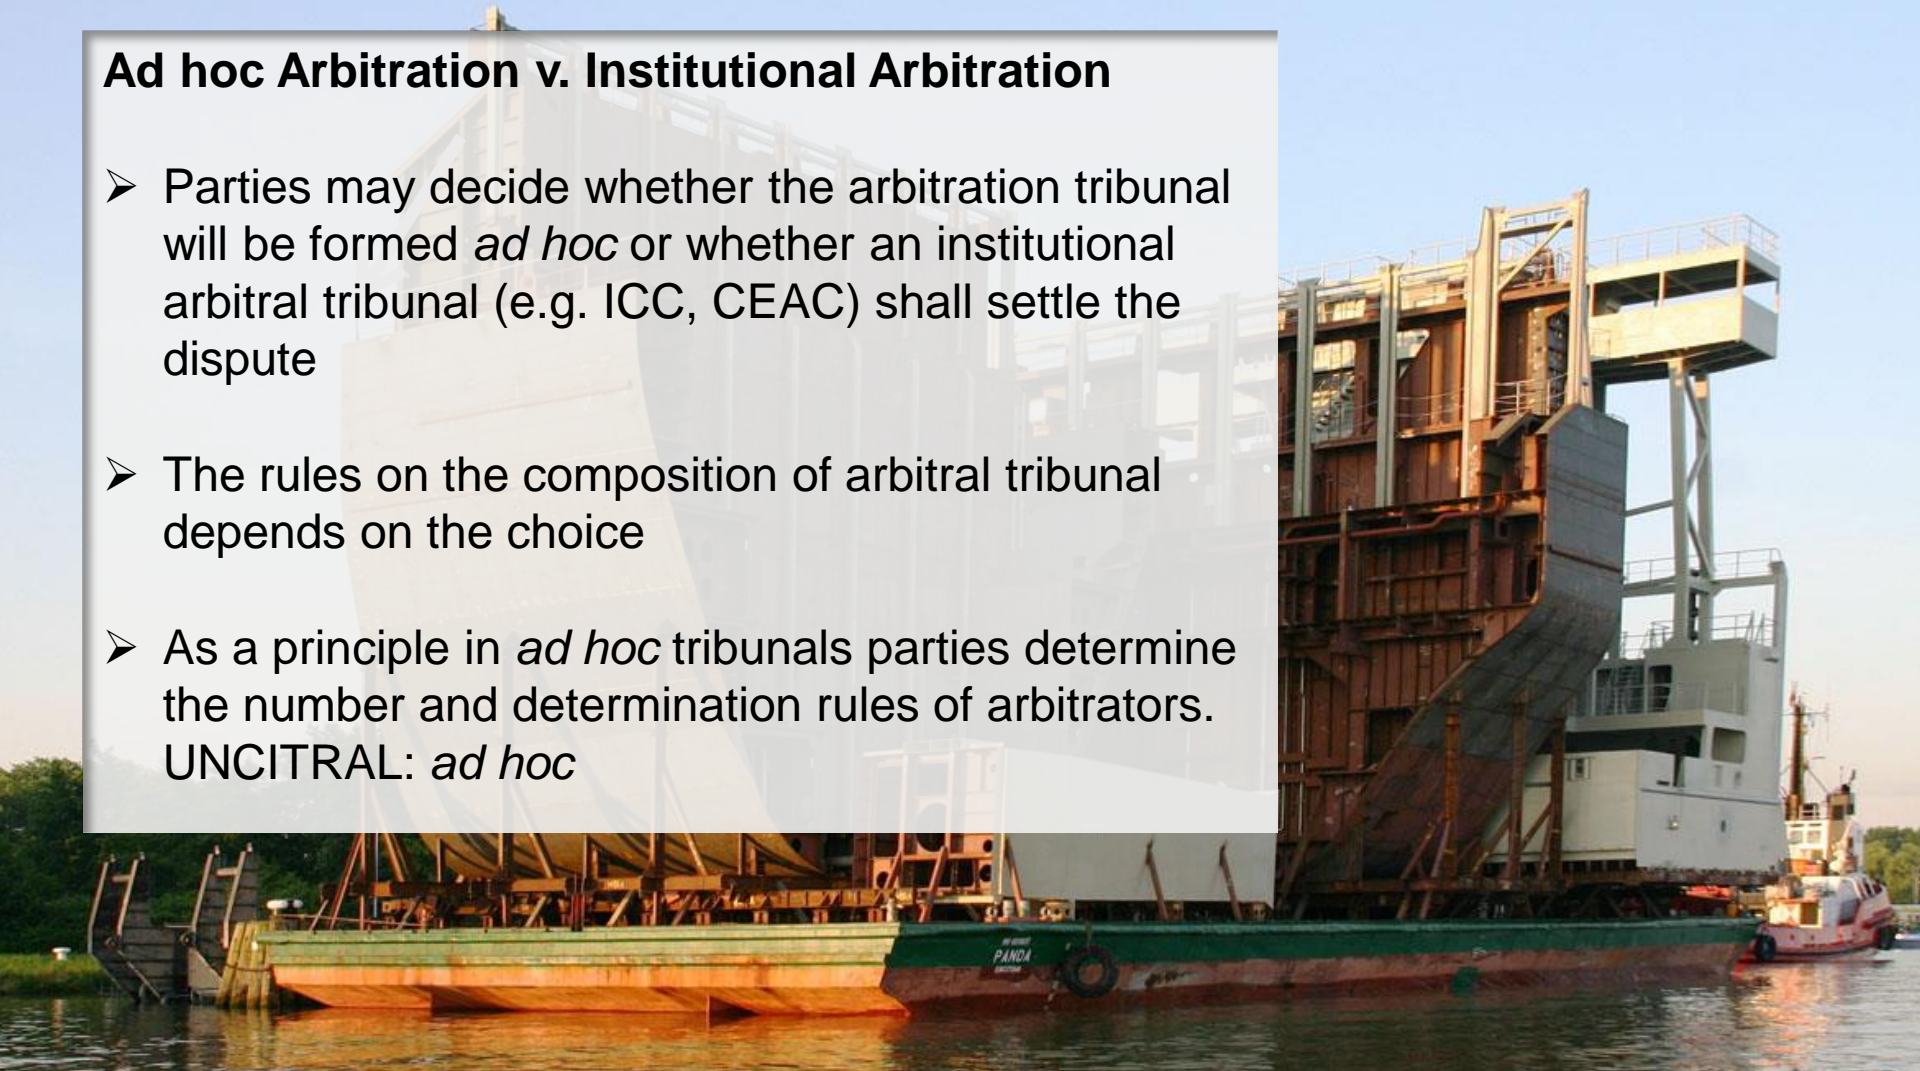 Ad hoc Arbitration v. Institutional Arbitration
➢ Parties may decide whether the arbitration tribunal
will be formed ad hoc or whether an institutional
arbitral tribunal (e.g. ICC, CEAC) shall settle the
dispute
➢ The rules on the composition of arbitral tribunal
depends on the choice
➢ As a principle in ad hoc tribunals parties determine
the number and determination rules of arbitrators.
UNCITRAL: ad hoc
PANDA